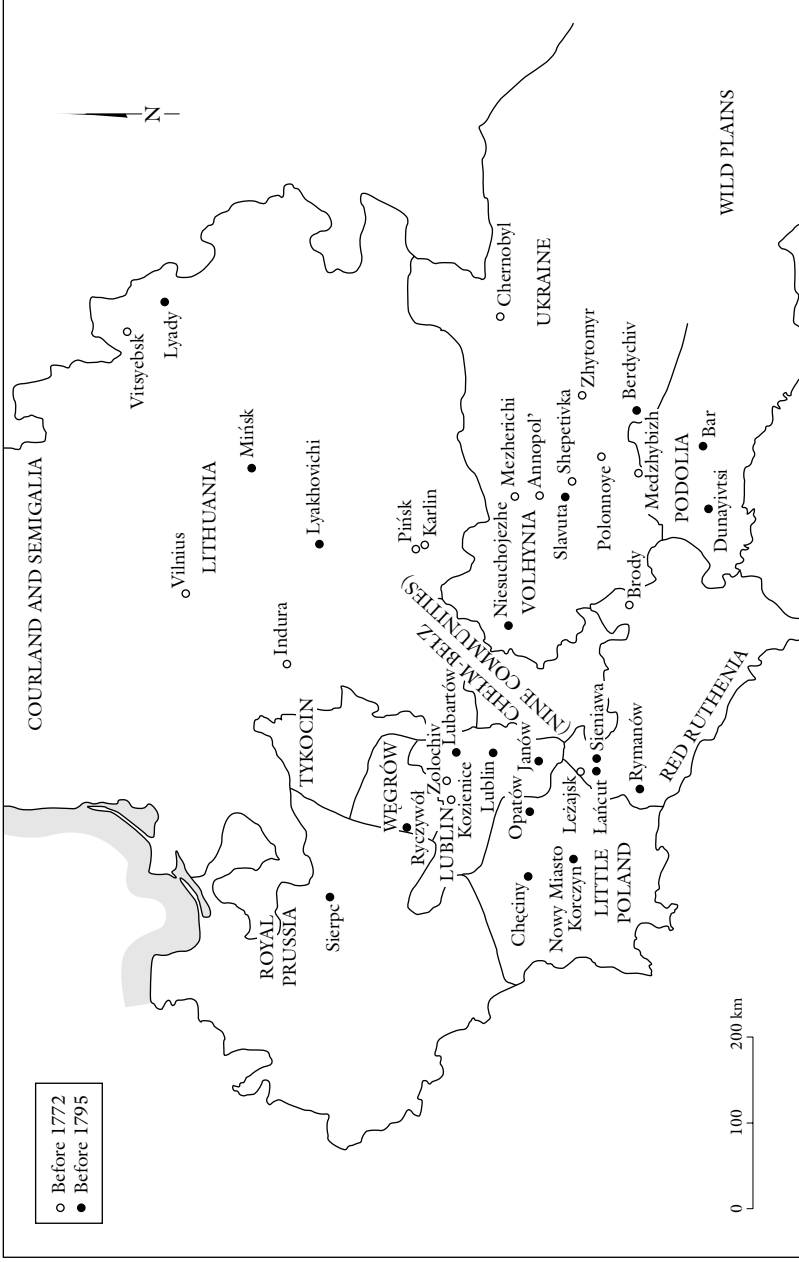 Before 1772
Before 1795
COURLAND AND SEMIGALIA
N
Vitsyebsk
Lyady
Vilnius
LITHUANIA
Mińsk
Indura
Lyakhovichi
ROYAL
PRUSSIA
Sierpc
TYKOCIN
Pińsk
Karlin
WĘGRÓW
Ryczywół
LUBLIN
Zolochiv
Kozienice
Lubartów
Lublin
CHEŁM-BEŁZ
(NINE COMMUNITIES)
Niesuchojezhe
Mezherichi
VOLHYNIA
Annopol’
Slavuta
Shepetivka
Chernobyl
UKRAINE
Zhytomyr
Polonnoye
Chęciny
Opatów
Janów
Nowy Miasto
Korczyn
LITTLE
POLAND
Leżajsk
Łańcut
Sieniawa
Rymanów
RED RUTHENIA
Brody
Medzhybizh
Berdychiv
PODOLIA
Bar
Dunayivtsi
WILD PLAINS
0 100 200 km